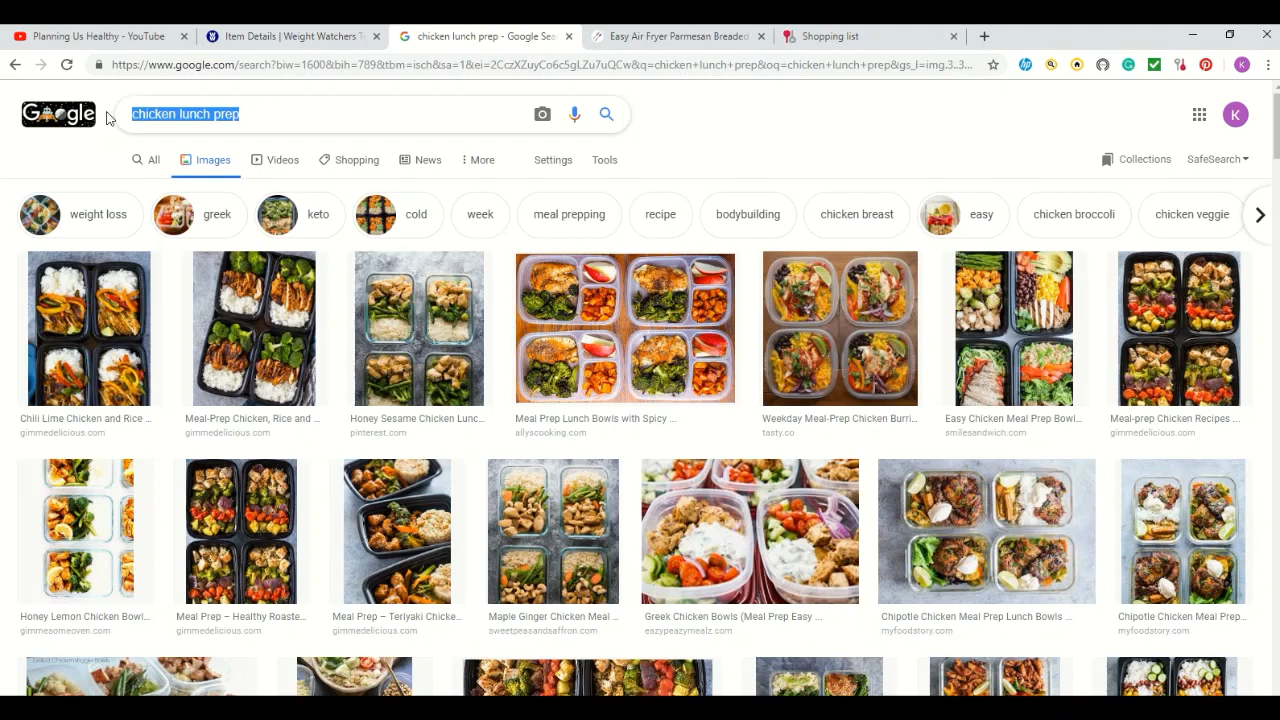 Planning Us Healthy - YouTube
Item Details | Weight Watchers T
chicken lunch prep - Google Sea
Easy Air Fryer Parmesan Breaded
Shopping list
https://www.google.com/search?biw=1600&bih=789&tbm=isch&sa=1&ei=2CczXZuyCo6c5gLZu7uQCw&q=chicken+lunch+prep&oq=chicken+lunch+prep&gs_l=img.3..3...
hp
K
Google
chicken lunch prep
K
All
Images
Videos
Shopping
News
More
Settings
Tools
Collections
SafeSearch
weight loss
greek
keto
cold
week
meal prepping
recipe
bodybuilding
chicken breast
easy
chicken broccoli
chicken veggie
Chili Lime Chicken and Rice ...
gimmedelicious.com
Meal-Prep Chicken, Rice and ...
gimmedelicious.com
Honey Sesame Chicken Lunc...
pinterest.com
Meal Prep Lunch Bowls with Spicy ...
allyscooking.com
Weekday Meal-Prep Chicken Burri...
tasty.co
Easy Chicken Meal Prep Bowl...
smilesandwich.com
Meal-prep Chicken Recipes ...
gimmedelicious.com
Honey Lemon Chicken Bowl...
gimmesomeoven.com
Meal Prep – Healthy Roaste...
gimmedelicious.com
Meal Prep – Teriyaki Chicke...
gimmedelicious.com
Maple Ginger Chicken Meal ...
sweetpeasandsaffron.com
Greek Chicken Bowls (Meal Prep Easy ...
eazypeazymealz.com
Chipotle Chicken Meal Prep Lunch Bowls ...
myfoodstory.com
Chipotle Chicken Meal Prep...
myfoodstory.com